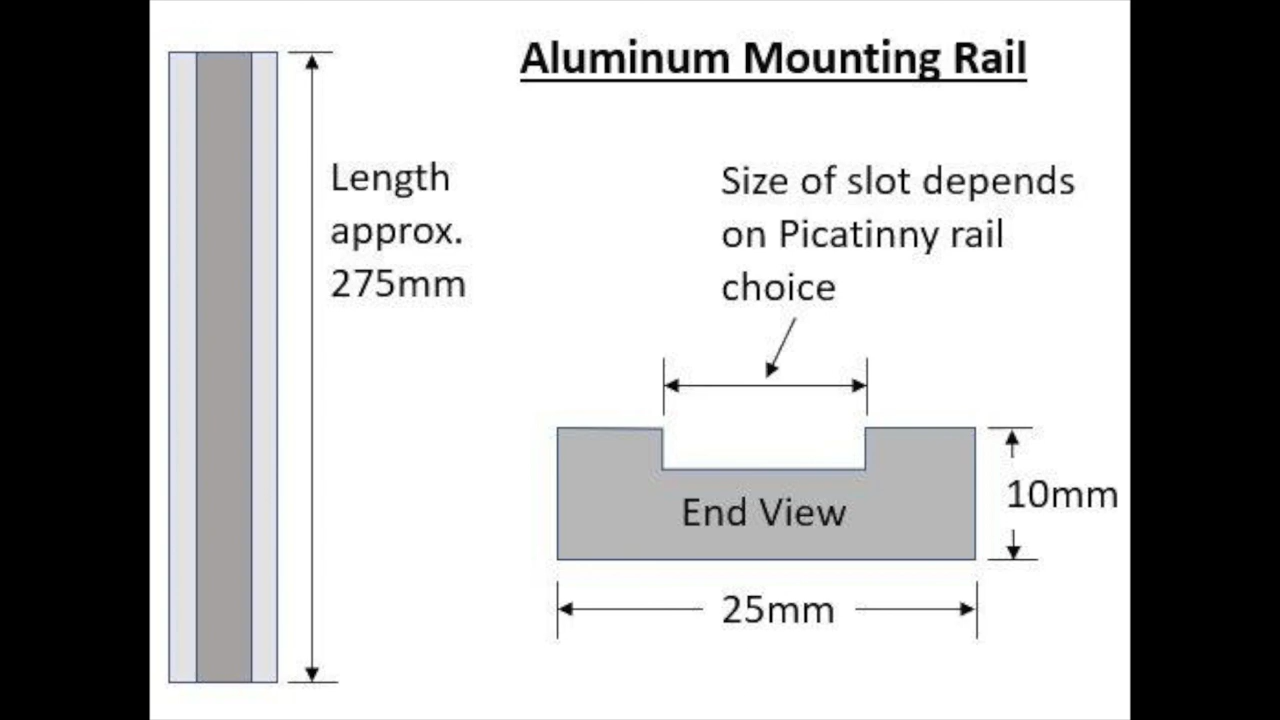 Aluminum Mounting Rail
Length
approx.
275mm
Size of slot depends
on Picatinny rail
choice
End View
10mm
25mm